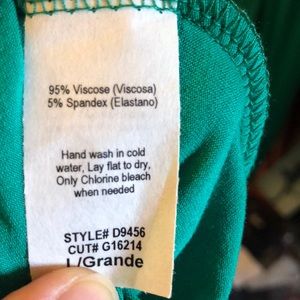 95% Viscose (Viscosa)
5% Spandex (Elastano)
Hand wash in cold
water, Lay flat to dry,
Only Chlorine bleach
when needed
STYLE# D9456
CUT# G16214
L/Grande